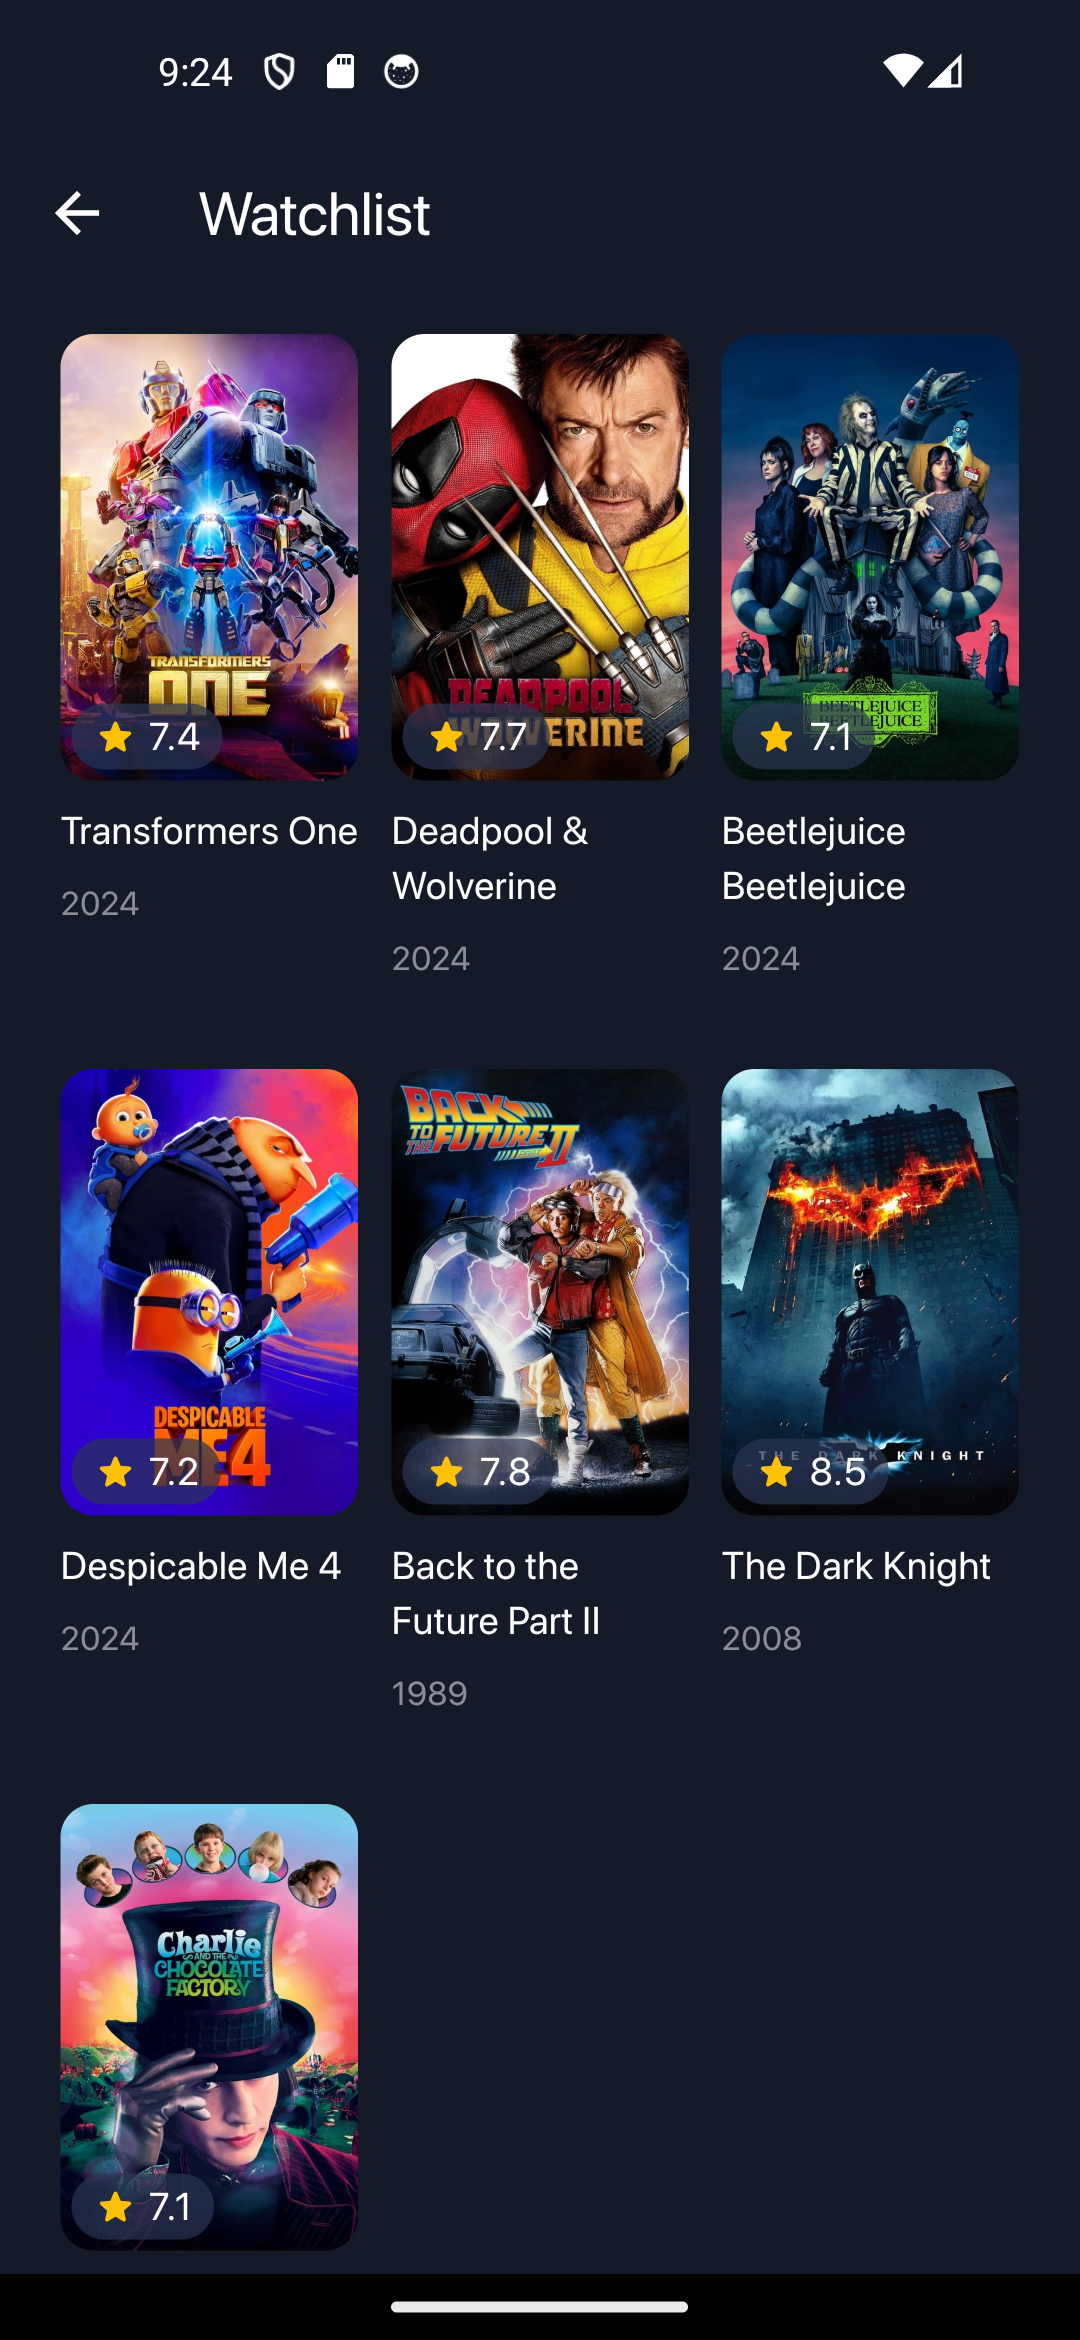 9:24
Watchlist
TRANSFORMERS
ONE
7.4
DEADPOOL
WOLVERINE
7.7
BEETLEJUICE
BEETLEJUICE
7.1
Transformers One
2024
Deadpool &
Wolverine
2024
Beetlejuice
Beetlejuice
2024
DESPICABLE
ME 4
7.2
BACK
TO THE FUTURE
PART II
7.8
THE DARK KNIGHT
8.5
Despicable Me 4
2024
Back to the
Future Part II
1989
The Dark Knight
2008
Charlie
AND THE
CHOCOLATE
FACTORY
7.1